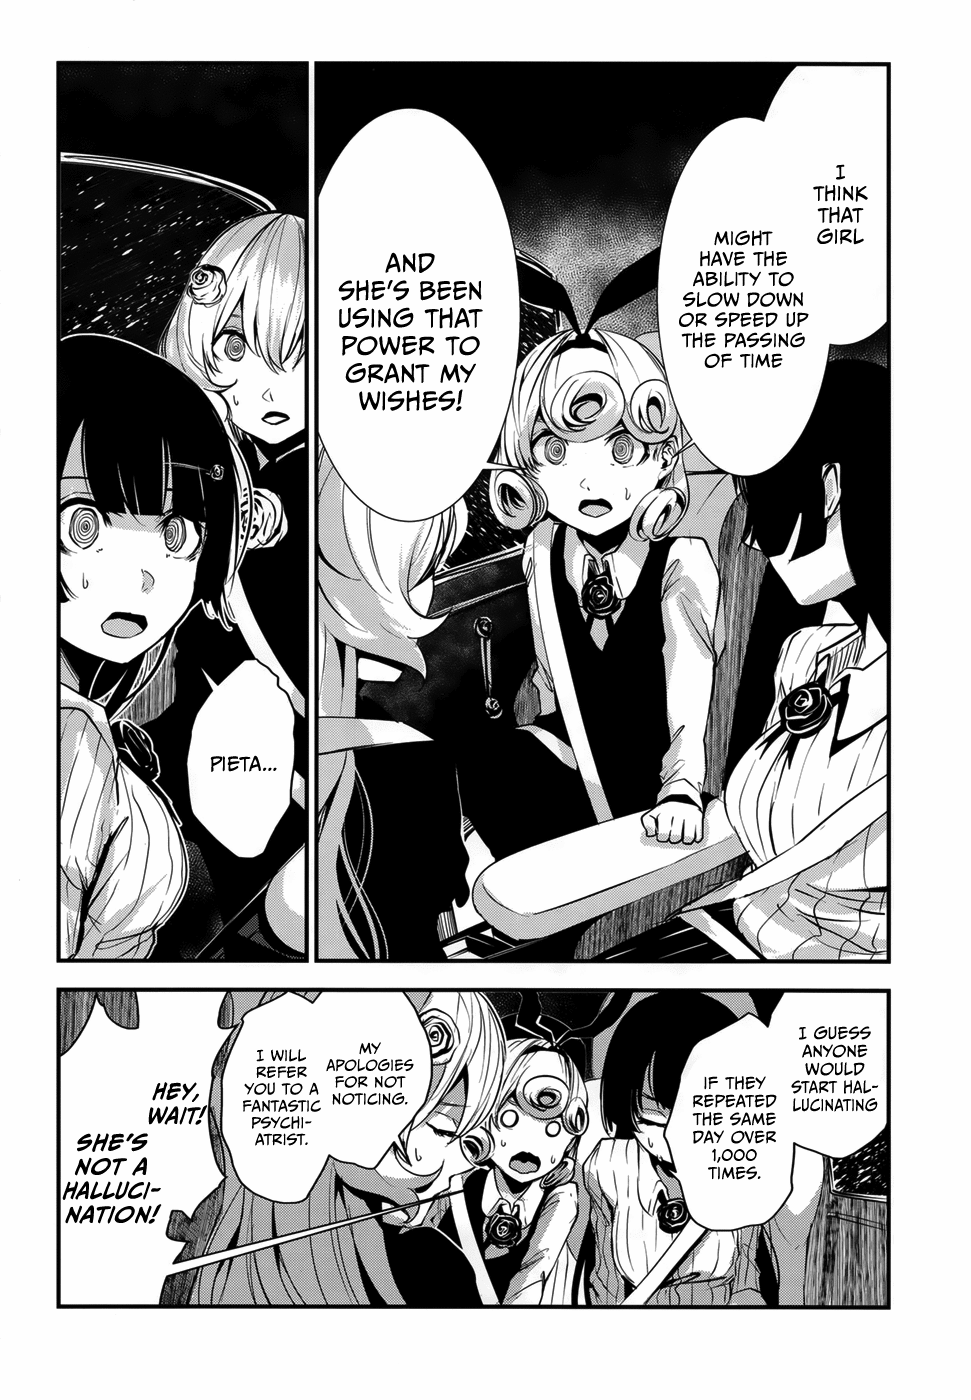 I
THINK
THAT
GIRL
MIGHT
HAVE THE
ABILITY TO
SLOW DOWN
OR SPEED UP
THE PASSING
OF TIME
AND
SHE'S BEEN
USING THAT
POWER TO
GRANT MY
WISHES!
PIETA...
I GUESS
ANYONE
WOULD
START HAL-
LUCINATING
IF THEY
REPEATED
THE SAME
DAY OVER
1,000
TIMES.
MY
APOLOGIES
FOR NOT
NOTICING.
I WILL
REFER
YOU TO A
FANTASTIC
PSYCHI-
ATRIST.
HEY,
WAIT!
SHE'S
NOT A
HALLUCI-
NATION!